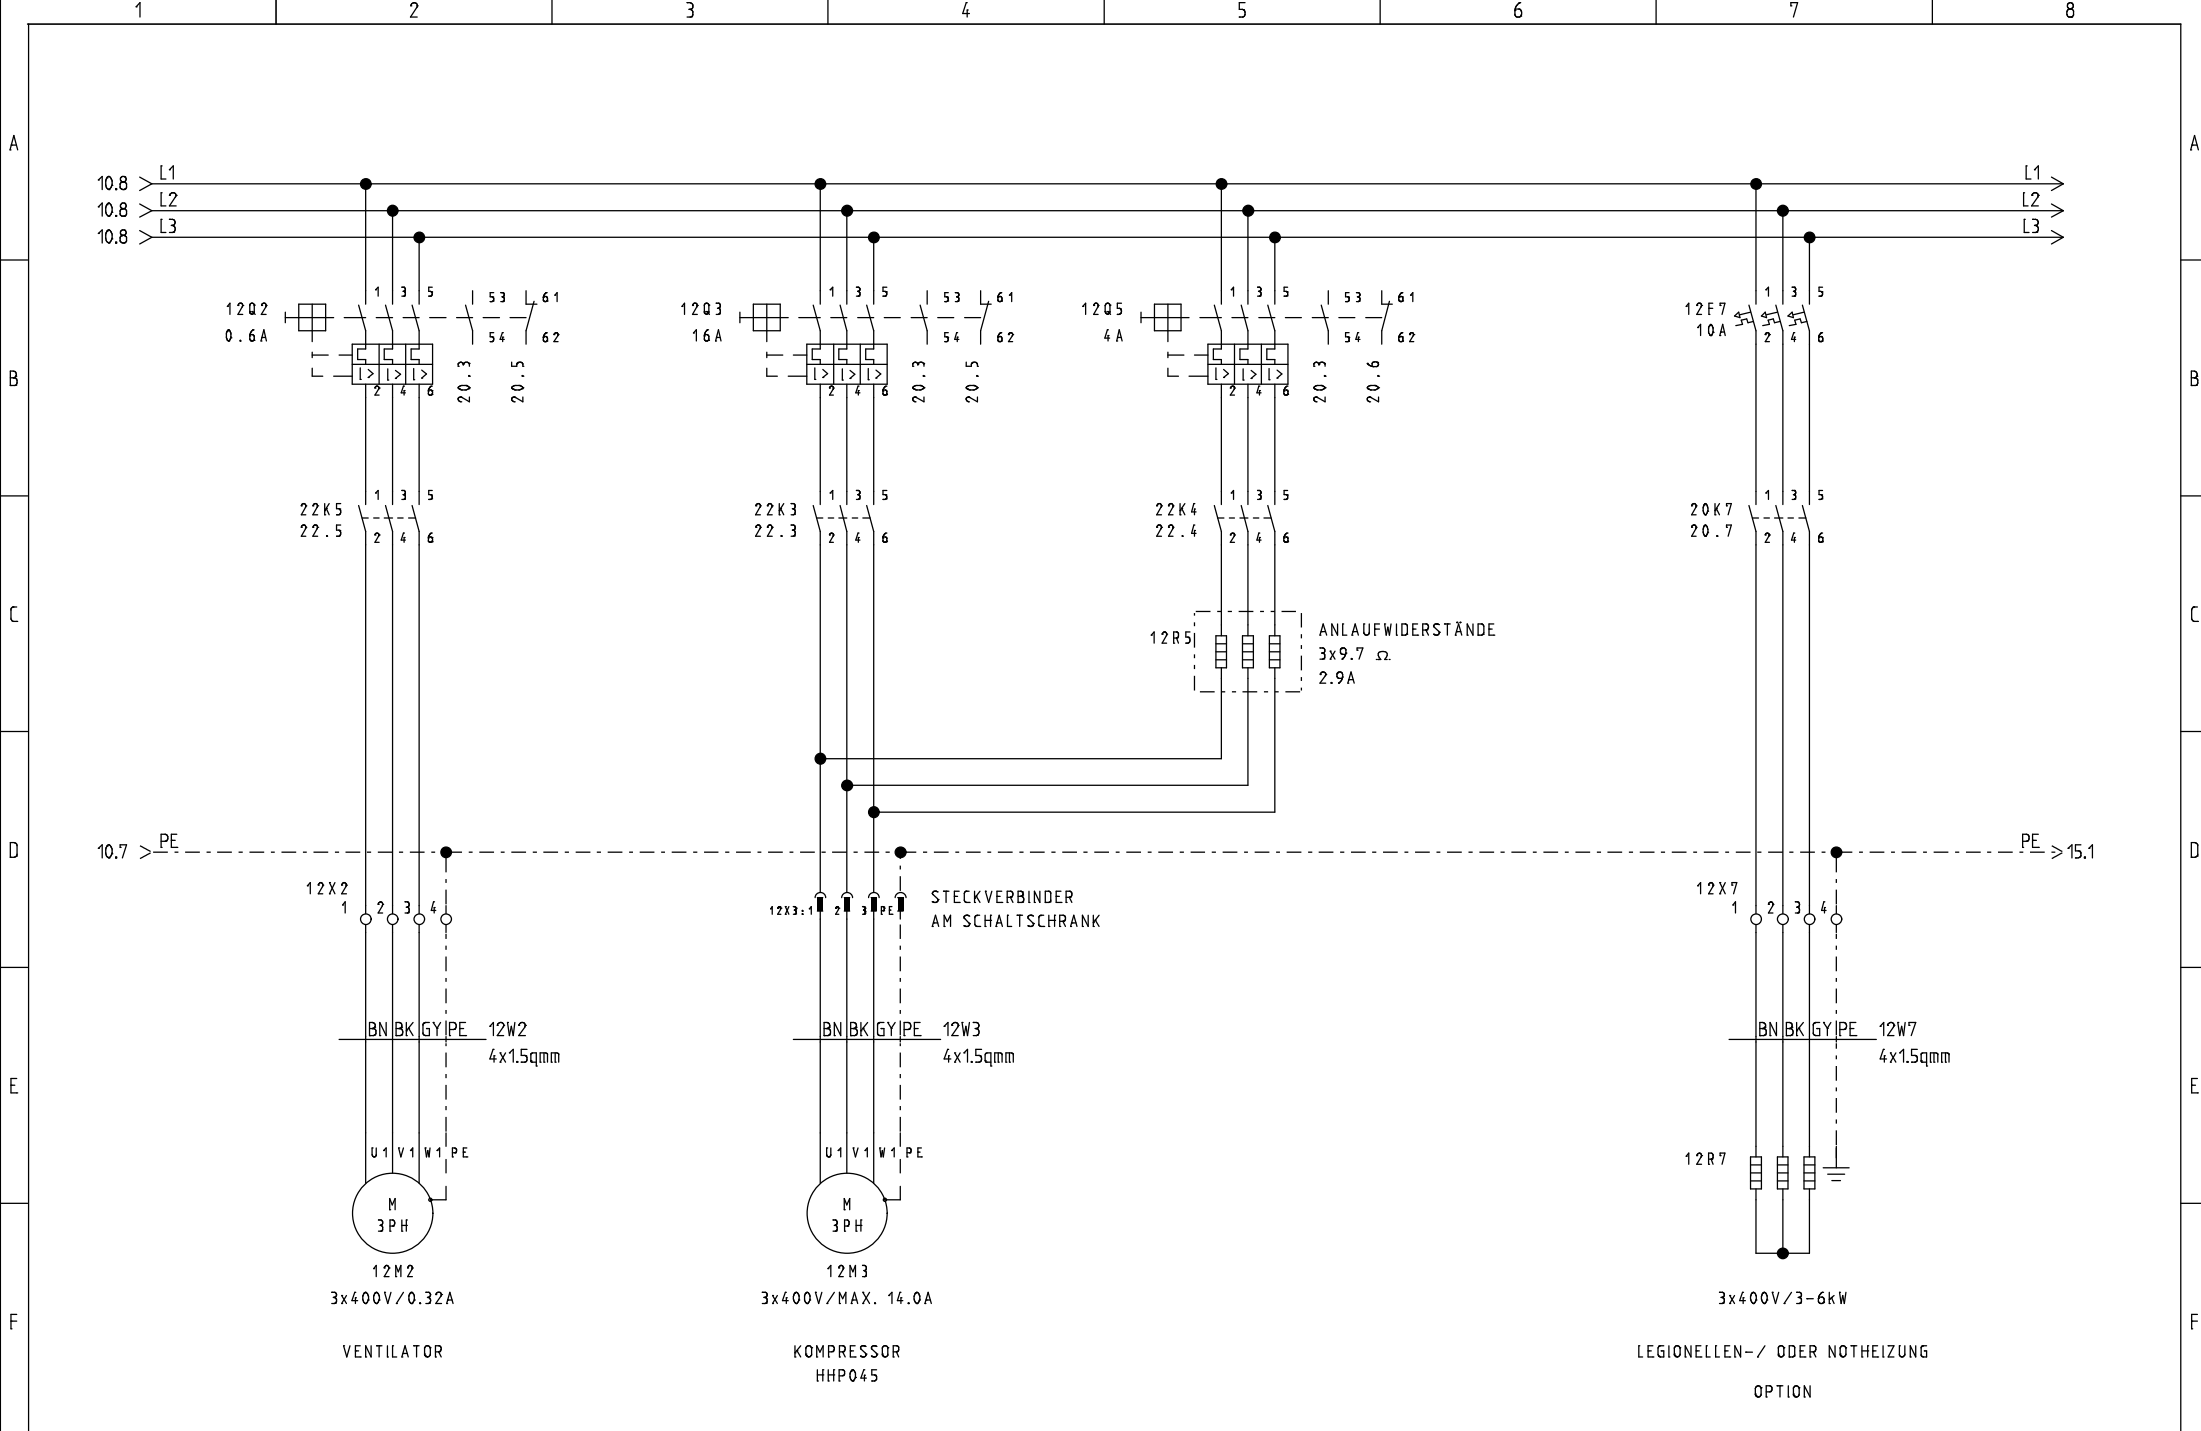 1 2 3 4 5 6 7 8
A A
10.8 L1 L1
10.8 L2 L2
10.8 L3 L3
12Q2 1 3 5 53 61
0.6A 54 62
2 4 6 20.3 20.5
12Q3 1 3 5 53 61
16A 54 62
2 4 6 20.3 20.5
12Q5 1 3 5 53 61
4A 54 62
2 4 6 20.3 20.6
12F7 1 3 5
10A 2 4 6
I> I> I>
I> I> I>
I> I> I>
B B
22K5 1 3 5
22.5 2 4 6
22K3 1 3 5
22.3 2 4 6
22K4 1 3 5
22.4 2 4 6
20K7 1 3 5
20.7 2 4 6
C C
12R5
ANLAUFWIDERSTÄNDE
3x9.7 Ω
2.9A
D D
10.7 PE PE 15.1
12X2
1 2 3 4
12X3:1 2 3 PE
STECKVERBINDER
AM SCHALTSCHRANK
12X7
1 2 3 4
BN BK GY PE 12W2
4x1.5qmm
BN BK GY PE 12W3
4x1.5qmm
BN BK GY PE 12W7
4x1.5qmm
E E
U1 V1 W1 PE
M
3PH
12M2
3x400V/0.32A
VENTILATOR
U1 V1 W1 PE
M
3PH
12M3
3x400V/MAX. 14.0A
KOMPRESSOR
HHP045
12R7
3x400V/3-6kW
LEGIONELLEN-/ ODER NOTHEIZUNG
OPTION
F F